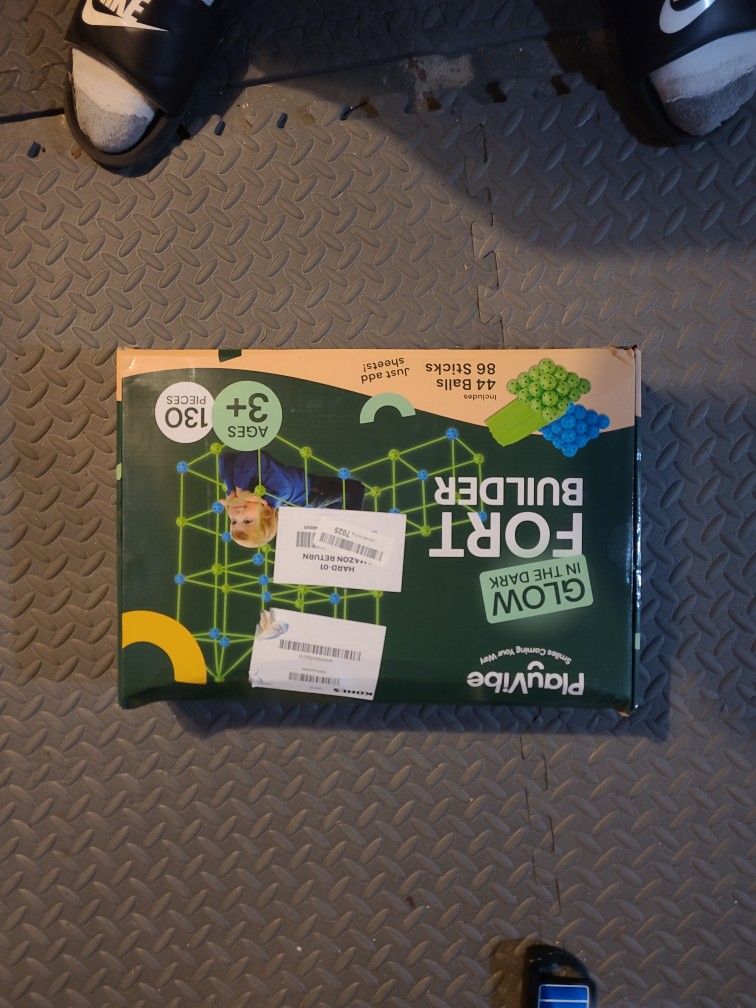 PlayVibe
Smiles Coming Your Way
GLOW
IN THE DARK
FORT
BUILDER
Includes
44 Balls
86 Sticks
Just add
sheets!
AGES
3+
130
PIECES
KOHLS
HARD-01
AMAZON RETURN
7025